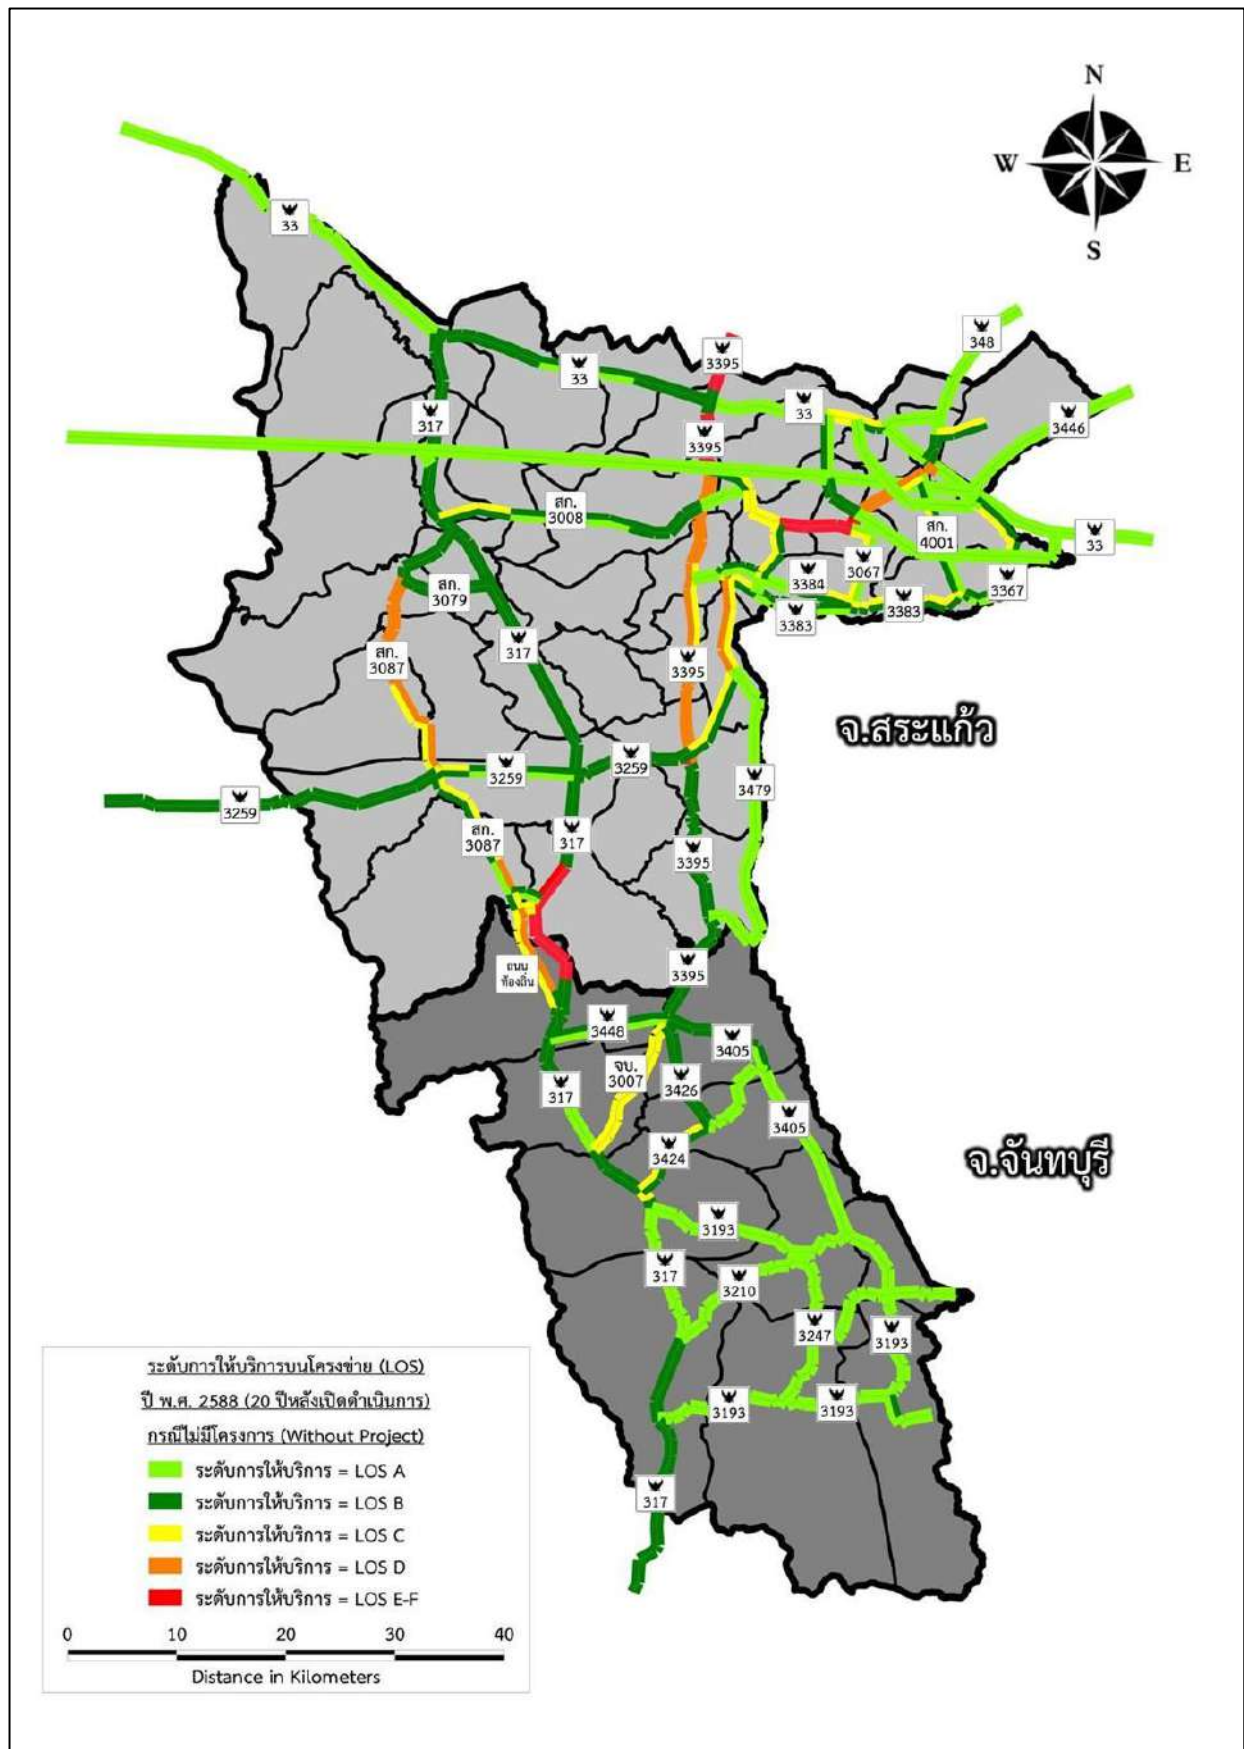 N
W
E
S
33
348
3395
33
33
3446
317
3395
สก.
3008
สก.
4001
33
3384
3067
3367
สก.
3079
3383
3383
317
สก.
3087
3395
จ.สระแก้ว
3259
3259
3479
3259
สก.
3087
317
3395
ถนน
ท้องถิ่น
3395
3448
3405
จบ.
3007
3426
317
3405
3424
จ.จันทบุรี
3193
317
3210
3247
3193
3193
3193
317
ระดับการให้บริการบนโครงข่าย (LOS)
ปี พ.ศ. 2588 (20 ปีหลังเปิดดำเนินการ)
กรณีไม่มีโครงการ (Without Project)
ระดับการให้บริการ = LOS A
ระดับการให้บริการ = LOS B
ระดับการให้บริการ = LOS C
ระดับการให้บริการ = LOS D
ระดับการให้บริการ = LOS E-F
0 10 20 30 40
Distance in Kilometers